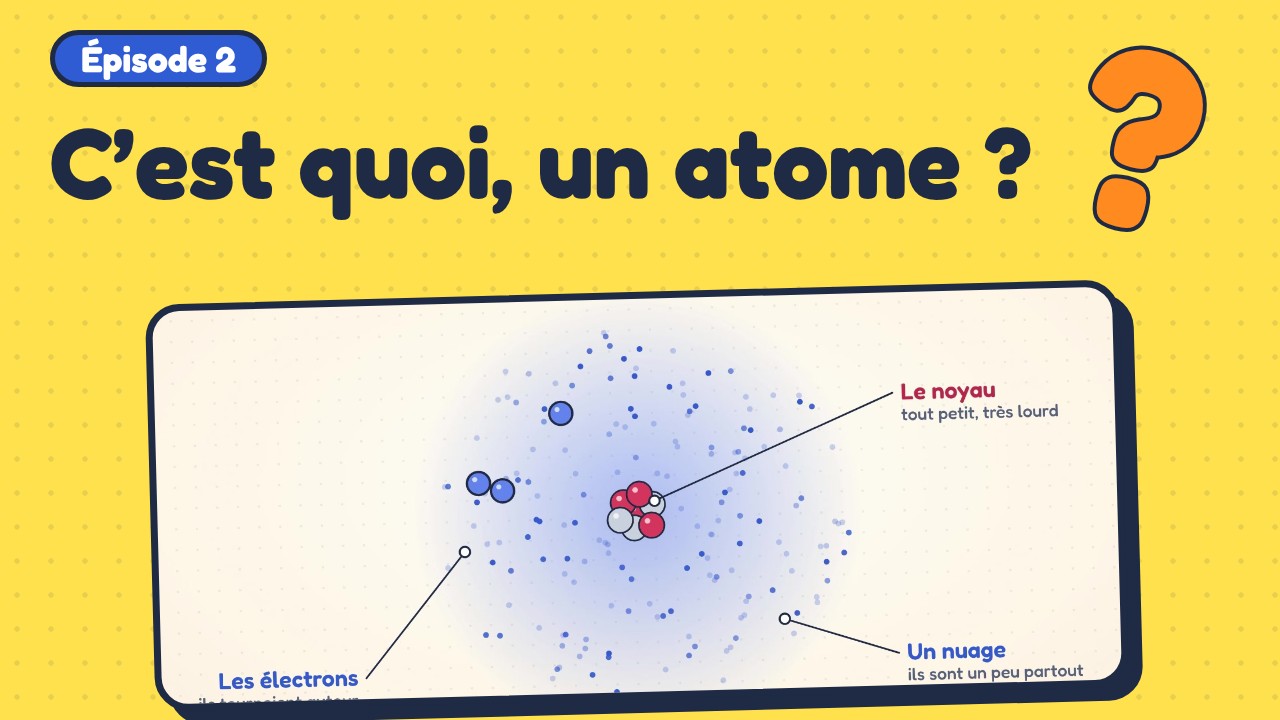 Épisode 2
C’est quoi, un atome ?
Le noyau
tout petit, très lourd
Un nuage
ils sont un peu partout
Les électrons